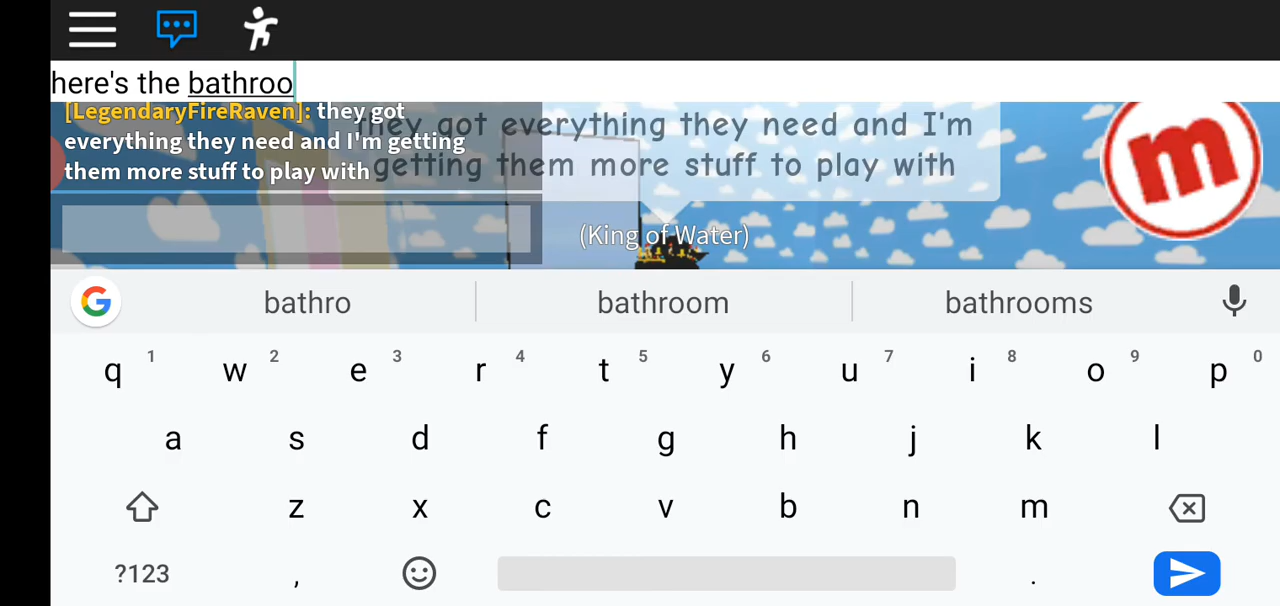 here's the bathroo
[LegendaryFireRaven]: they got
everything they need and I'm getting
them more stuff to play with
they got everything they need and I'm
getting them more stuff to play with
(King of Water)
m
G bathro bathroom bathrooms
q 1 w 2 e 3 r 4 t 5 y 6 u 7 i 8 o 9 p 0
a s d f g h j k l
z x c v b n m
?123 , .